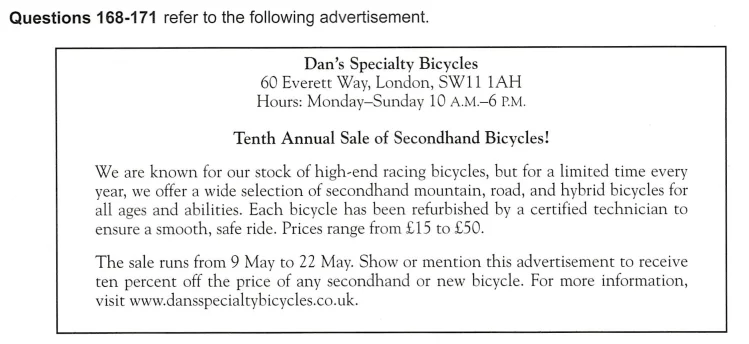 Questions 168-171 refer to the following advertisement.
Dan's Specialty Bicycles
60 Everett Way, London, SW11 1AH
Hours: Monday–Sunday 10 A.M.–6 P.M.
Tenth Annual Sale of Secondhand Bicycles!
We are known for our stock of high-end racing bicycles, but for a limited time every
year, we offer a wide selection of secondhand mountain, road, and hybrid bicycles for
all ages and abilities. Each bicycle has been refurbished by a certified technician to
ensure a smooth, safe ride. Prices range from £15 to £50.
The sale runs from 9 May to 22 May. Show or mention this advertisement to receive
ten percent off the price of any secondhand or new bicycle. For more information,
visit www.dansspecialtybicycles.co.uk.